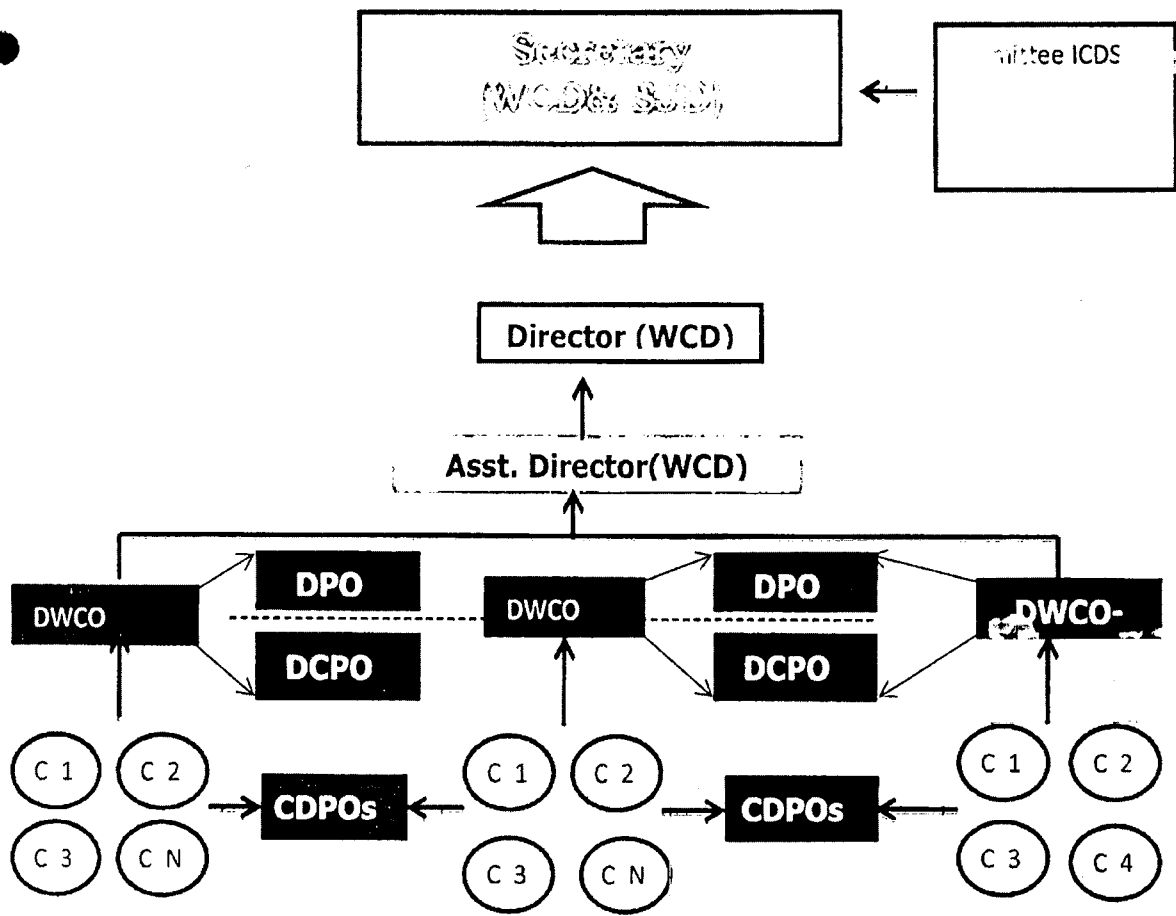 Secretary
(WCD& SJD)
mittee ICDS
Director (WCD)
Asst. Director(WCD)
DPO
DPO
DWCO
DWCO
DWCO-
DCPO
DCPO
C 1
C 2
C 1
C 2
C 1
C 2
CDPOs
CDPOs
C 3
C N
C 3
C N
C 3
C 4